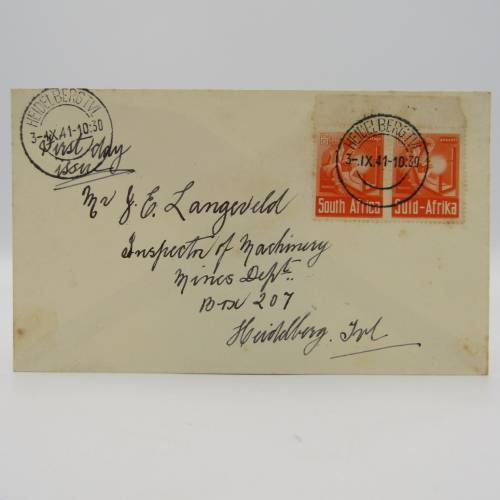 HEIDELBERG TVL.
3-IX.41-10:30
First day
issue
HEIDELBERG TVL.
3-IX.41-10:30
South Africa Suid-Afrika
Mr J. E. Langeveld
Inspector of Machinery
Mines Dept.
Box 207
Heidelberg. Tvl